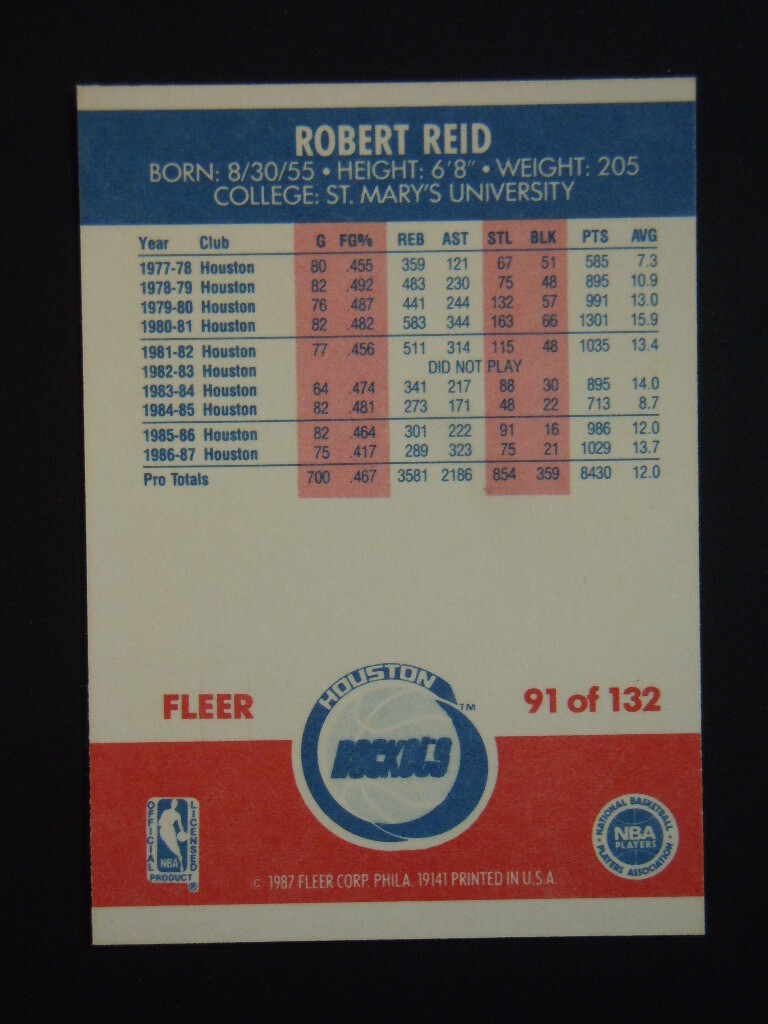 ROBERT REID
BORN: 8/30/55 • HEIGHT: 6'8" • WEIGHT: 205
COLLEGE: ST. MARY'S UNIVERSITY
Year Club G FG% REB AST STL BLK PTS AVG
1977-78 Houston 80 .455 359 121 67 51 585 7.3
1978-79 Houston 82 .492 483 230 75 48 895 10.9
1979-80 Houston 76 .487 441 244 132 57 991 13.0
1980-81 Houston 82 .482 583 344 163 66 1301 15.9
1981-82 Houston 77 .456 511 314 115 48 1035 13.4
1982-83 Houston DID NOT PLAY
1983-84 Houston 64 .474 341 217 88 30 895 14.0
1984-85 Houston 82 .481 273 171 48 22 713 8.7
1985-86 Houston 82 .464 301 222 91 16 986 12.0
1986-87 Houston 75 .417 289 323 75 21 1029 13.7
Pro Totals 700 .467 3581 2186 854 359 8430 12.0
FLEER
HOUSTON
TM
ROCKETS
91 of 132
OFFICIAL
LICENSED
NBA
PRODUCT
®
NATIONAL BASKETBALL
NBA
PLAYERS
PLAYERS ASSOCIATION
© 1987 FLEER CORP. PHILA. 19141 PRINTED IN U.S.A.